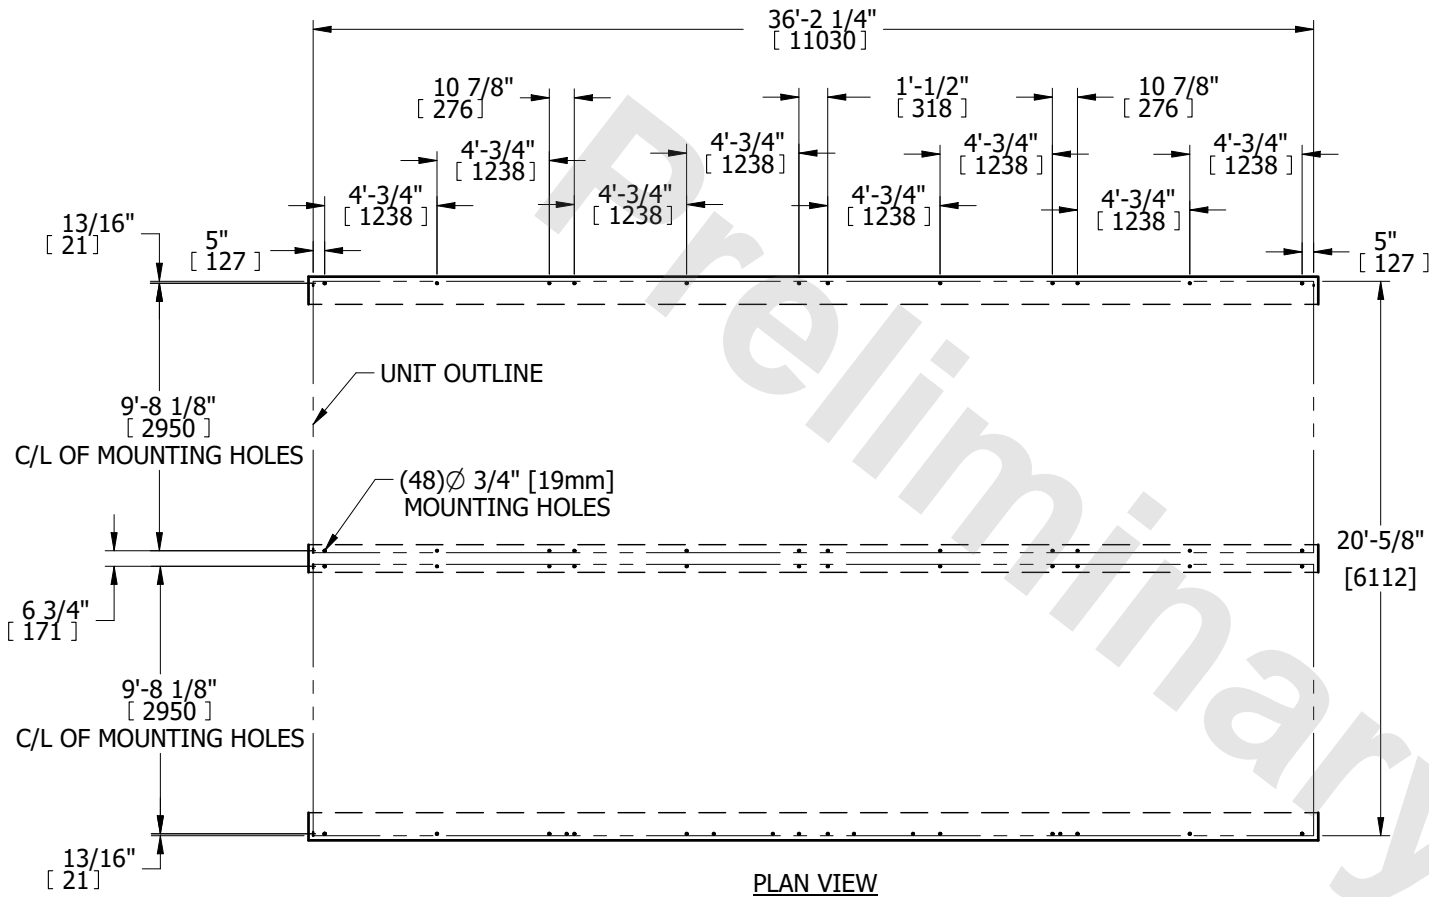 36'-2 1/4"
[ 11030 ]
10 7/8"
[ 276 ]
1'-1/2"
[ 318 ]
10 7/8"
[ 276 ]
4'-3/4"
[ 1238 ]
4'-3/4"
[ 1238 ]
4'-3/4"
[ 1238 ]
4'-3/4"
[ 1238 ]
4'-3/4"
[ 1238 ]
4'-3/4"
[ 1238 ]
4'-3/4"
[ 1238 ]
4'-3/4"
[ 1238 ]
13/16"
[ 21 ]
5"
[ 127 ]
5"
[ 127 ]
UNIT OUTLINE
9'-8 1/8"
[ 2950 ]
C/L OF MOUNTING HOLES
(48)∅ 3/4" [19mm]
MOUNTING HOLES
20'-5/8"
[6112]
6 3/4"
[ 171 ]
9'-8 1/8"
[ 2950 ]
C/L OF MOUNTING HOLES
13/16"
[ 21 ]
PLAN VIEW
Preliminary